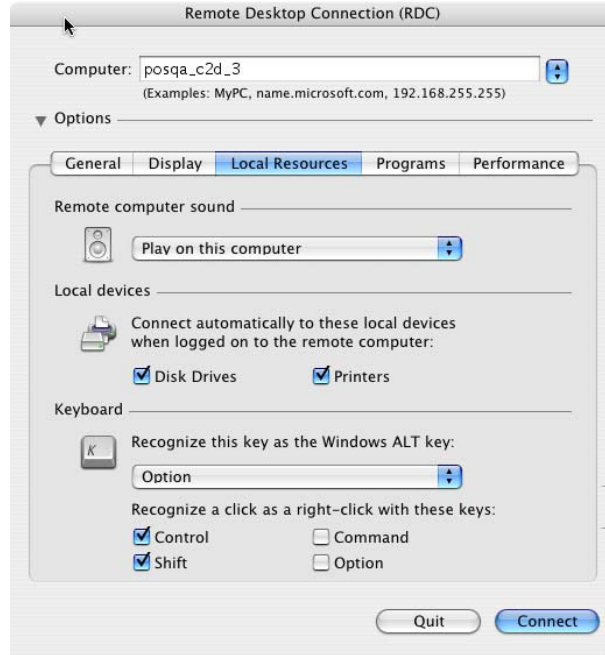 Remote Desktop Connection (RDC)
Computer: posqa_c2d_3
(Examples: MyPC, name.microsoft.com, 192.168.255.255)
Options
General Display Local Resources Programs Performance
Remote computer sound
Play on this computer
Local devices
Connect automatically to these local devices
when logged on to the remote computer:
Disk Drives Printers
Keyboard
K
Recognize this key as the Windows ALT key:
Option
Recognize a click as a right-click with these keys:
Control Command
Shift Option
Quit Connect